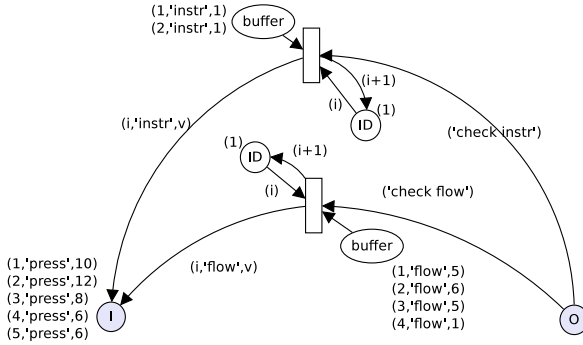 (1,'instr',1)
(2,'instr',1)
buffer
(i+1)
(i)
(1)
ID
(i,'instr',v)
('check instr')
(1)
ID
(i+1)
(i)
('check flow')
buffer
(i,'flow',v)
(1,'flow',5)
(2,'flow',6)
(3,'flow',5)
(4,'flow',1)
(1,'press',10)
(2,'press',12)
(3,'press',8)
(4,'press',6)
(5,'press',6)
I
O